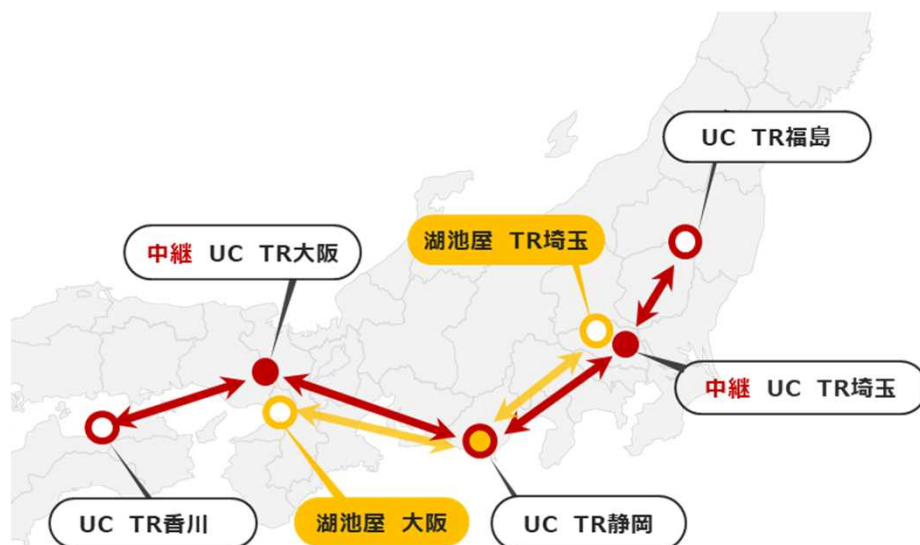 UC TR福島
湖池屋 TR埼玉
中継 UC TR大阪
中継 UC TR埼玉
UC TR香川
湖池屋 大阪
UC TR静岡